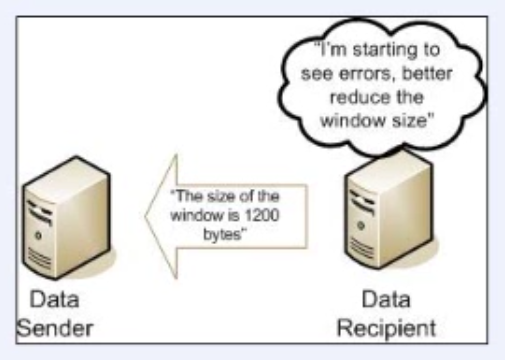 "I'm starting to
see errors, better
reduce the
window size"
"The size of the
window is 1200
bytes"
Data
Sender
Data
Recipient